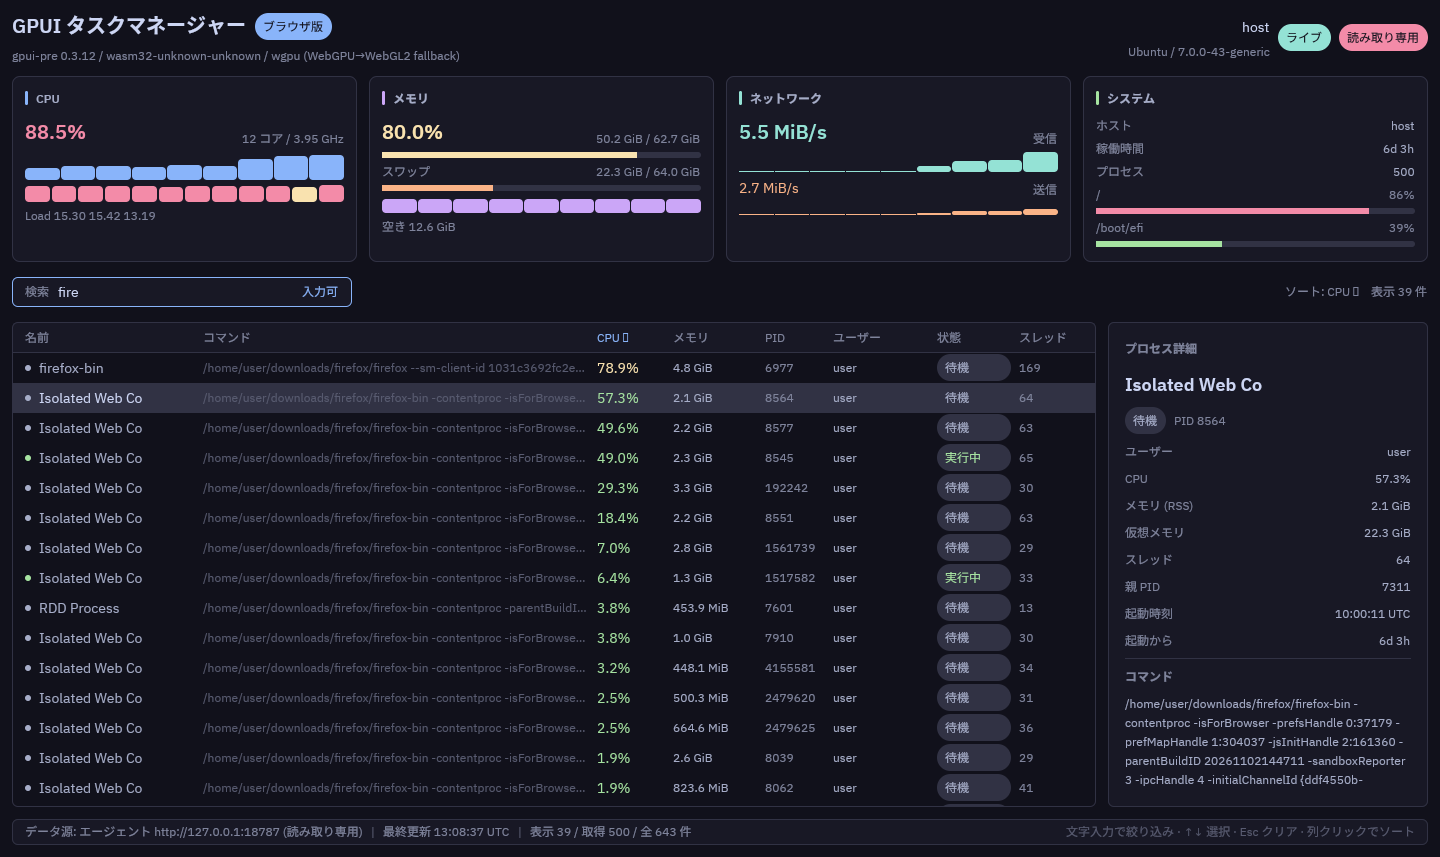 GPUI タスクマネージャー ブラウザ版
gpui-pre 0.3.12 / wasm32-unknown-unknown / wgpu (WebGPU→WebGL2 fallback)
host
Ubuntu / 7.0.0-43-generic
ライブ 読み取り専用
CPU
88.5% 12 コア / 3.95 GHz
Load 15.30 15.42 13.19
メモリ
80.0% 50.2 GiB / 62.7 GiB
スワップ 22.3 GiB / 64.0 GiB
空き 12.6 GiB
ネットワーク
5.5 MiB/s 受信
2.7 MiB/s 送信
システム
ホスト host
稼働時間 6d 3h
プロセス 500
/ 86%
/boot/efi 39%
検索 fire 入力可
ソート: CPU 表示 39 件
名前 コマンド CPU メモリ PID ユーザー 状態 スレッド
firefox-bin /home/user/downloads/firefox/firefox --sm-client-id 1031c3692fc2e... 78.9% 4.8 GiB 6977 user 待機 169
Isolated Web Co /home/user/downloads/firefox/firefox-bin -contentproc -isForBrowse... 57.3% 2.1 GiB 8564 user 待機 64
Isolated Web Co /home/user/downloads/firefox/firefox-bin -contentproc -isForBrowse... 49.6% 2.2 GiB 8577 user 待機 63
Isolated Web Co /home/user/downloads/firefox/firefox-bin -contentproc -isForBrowse... 49.0% 2.3 GiB 8545 user 実行中 65
Isolated Web Co /home/user/downloads/firefox/firefox-bin -contentproc -isForBrowse... 29.3% 3.3 GiB 192242 user 待機 30
Isolated Web Co /home/user/downloads/firefox/firefox-bin -contentproc -isForBrowse... 18.4% 2.2 GiB 8551 user 待機 63
Isolated Web Co /home/user/downloads/firefox/firefox-bin -contentproc -isForBrowse... 7.0% 2.8 GiB 1561739 user 待機 29
Isolated Web Co /home/user/downloads/firefox/firefox-bin -contentproc -isForBrowse... 6.4% 1.3 GiB 1517582 user 実行中 33
RDD Process /home/user/downloads/firefox/firefox-bin -contentproc -parentBuildI... 3.8% 453.9 MiB 7601 user 待機 13
Isolated Web Co /home/user/downloads/firefox/firefox-bin -contentproc -isForBrowse... 3.8% 1.0 GiB 7910 user 待機 30
Isolated Web Co /home/user/downloads/firefox/firefox-bin -contentproc -isForBrowse... 3.2% 448.1 MiB 4155581 user 待機 34
Isolated Web Co /home/user/downloads/firefox/firefox-bin -contentproc -isForBrowse... 2.5% 500.3 MiB 2479620 user 待機 31
Isolated Web Co /home/user/downloads/firefox/firefox-bin -contentproc -isForBrowse... 2.5% 664.6 MiB 2479625 user 待機 36
Isolated Web Co /home/user/downloads/firefox/firefox-bin -contentproc -isForBrowse... 1.9% 2.6 GiB 8039 user 待機 29
Isolated Web Co /home/user/downloads/firefox/firefox-bin -contentproc -isForBrowse... 1.9% 823.6 MiB 8062 user 待機 41
プロセス詳細
Isolated Web Co
待機 PID 8564
ユーザー user
CPU 57.3%
メモリ (RSS) 2.1 GiB
仮想メモリ 22.3 GiB
スレッド 64
親 PID 7311
起動時刻 10:00:11 UTC
起動から 6d 3h
コマンド
/home/user/downloads/firefox/firefox-bin -
contentproc -isForBrowser -prefsHandle 0:37179 -
prefMapHandle 1:304037 -jsInitHandle 2:161360 -
parentBuildID 20261102144711 -sandboxReporter
3 -ipcHandle 4 -initialChannelId {ddf4550b-
データ源: エージェント http://127.0.0.1:18787 (読み取り専用) | 最終更新 13:08:37 UTC | 表示 39 / 取得 500 / 全 643 件
文字入力で絞り込み · ↑↓ 選択 · Esc クリア · 列クリックでソート